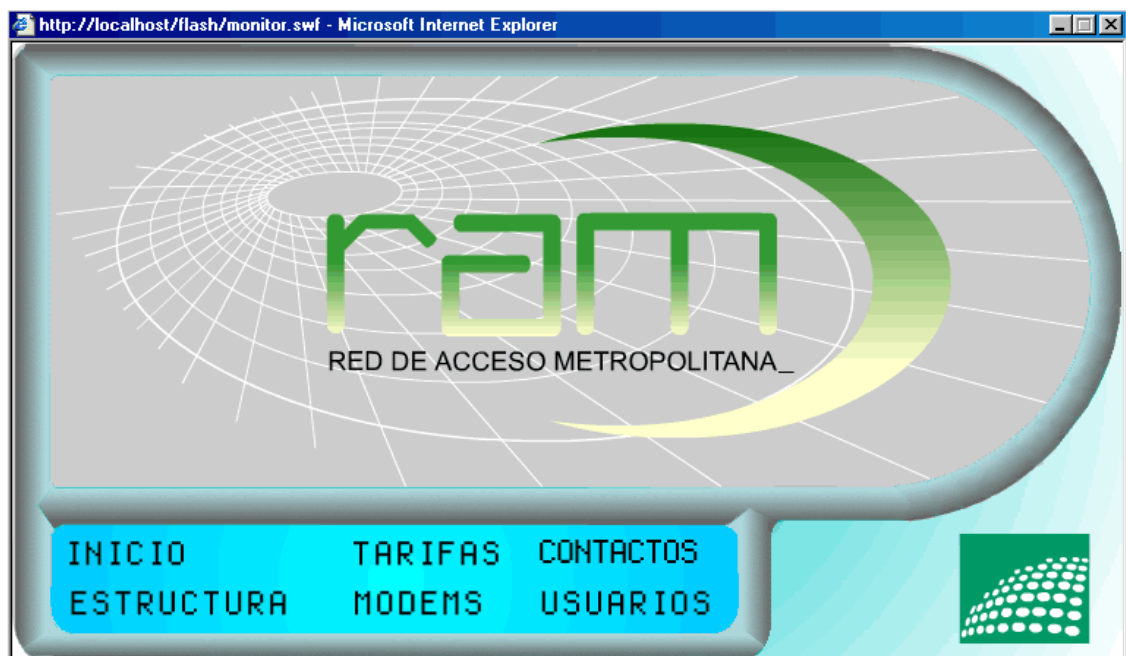 http://localhost/flash/monitor.swf - Microsoft Internet Explorer
ram
RED DE ACCESO METROPOLITANA_
INICIO TARIFAS CONTACTOS
ESTRUCTURA MODEMS USUARIOS